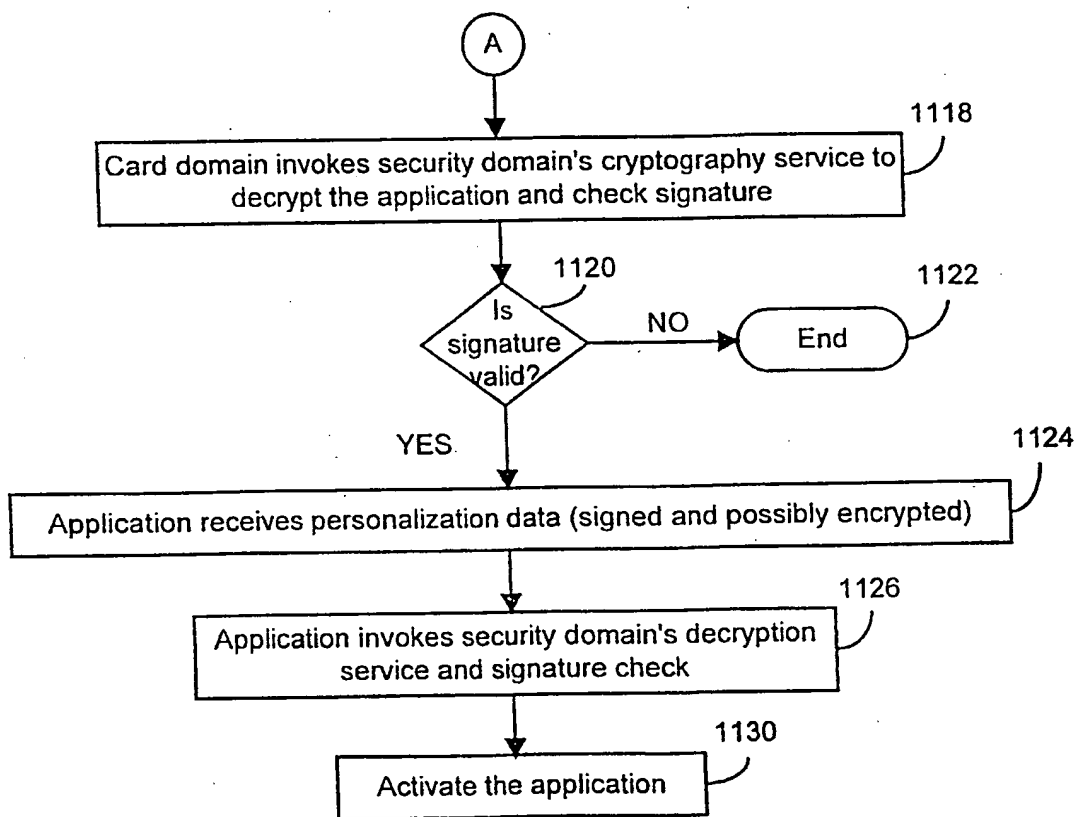 A
1118
Card domain invokes security domain's cryptography service to
decrypt the application and check signature
1120
Is
signature
valid?
NO
1122
End
YES
1124
Application receives personalization data (signed and possibly encrypted)
1126
Application invokes security domain's decryption
service and signature check
1130
Activate the application